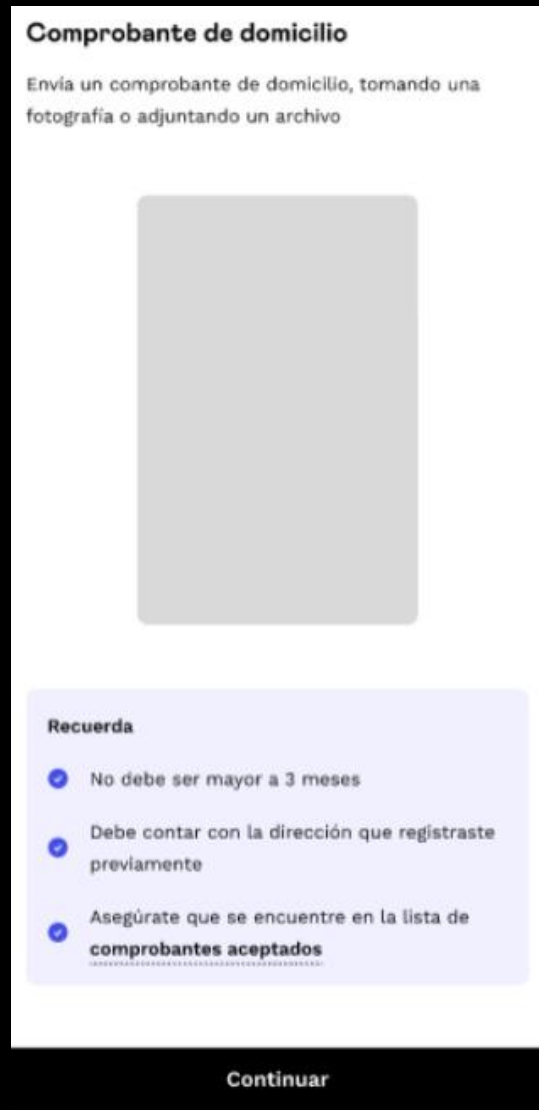 Comprobante de domicilio
Envía un comprobante de domicilio, tomando una
fotografía o adjuntando un archivo
Recuerda
No debe ser mayor a 3 meses
Debe contar con la dirección que registraste
previamente
Asegúrate que se encuentre en la lista de
comprobantes aceptados
Continuar